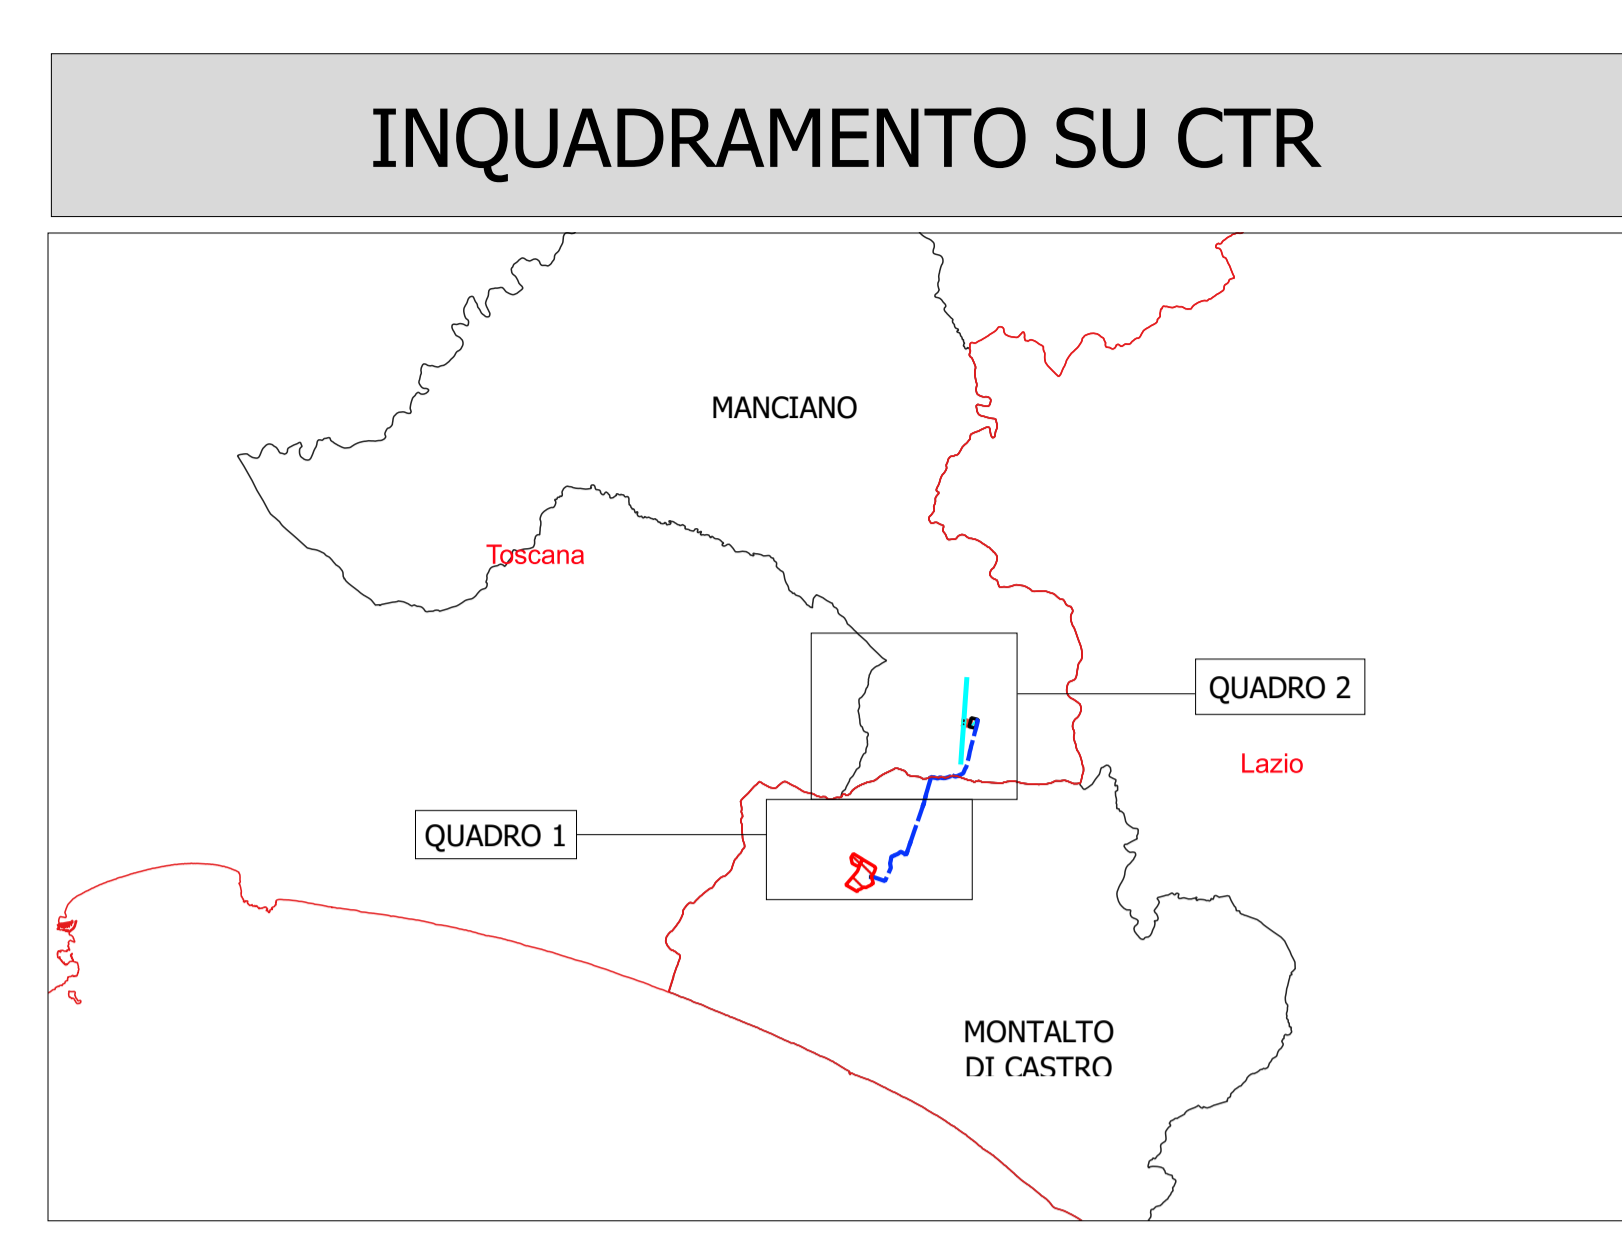 INQUADRAMENTO SU CTR
MANCIANO
Toscana
QUADRO 2
Lazio
QUADRO 1
MONTALTO
DI CASTRO